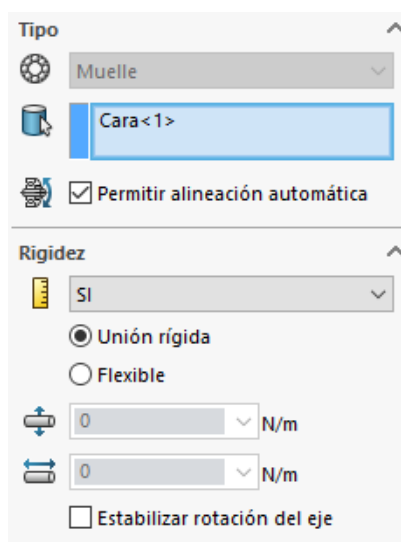 Tipo
Muelle
Cara<1>
Permitir alineación automática
Rigidez
SI
Unión rígida
Flexible
0 N/m
0 N/m
Estabilizar rotación del eje